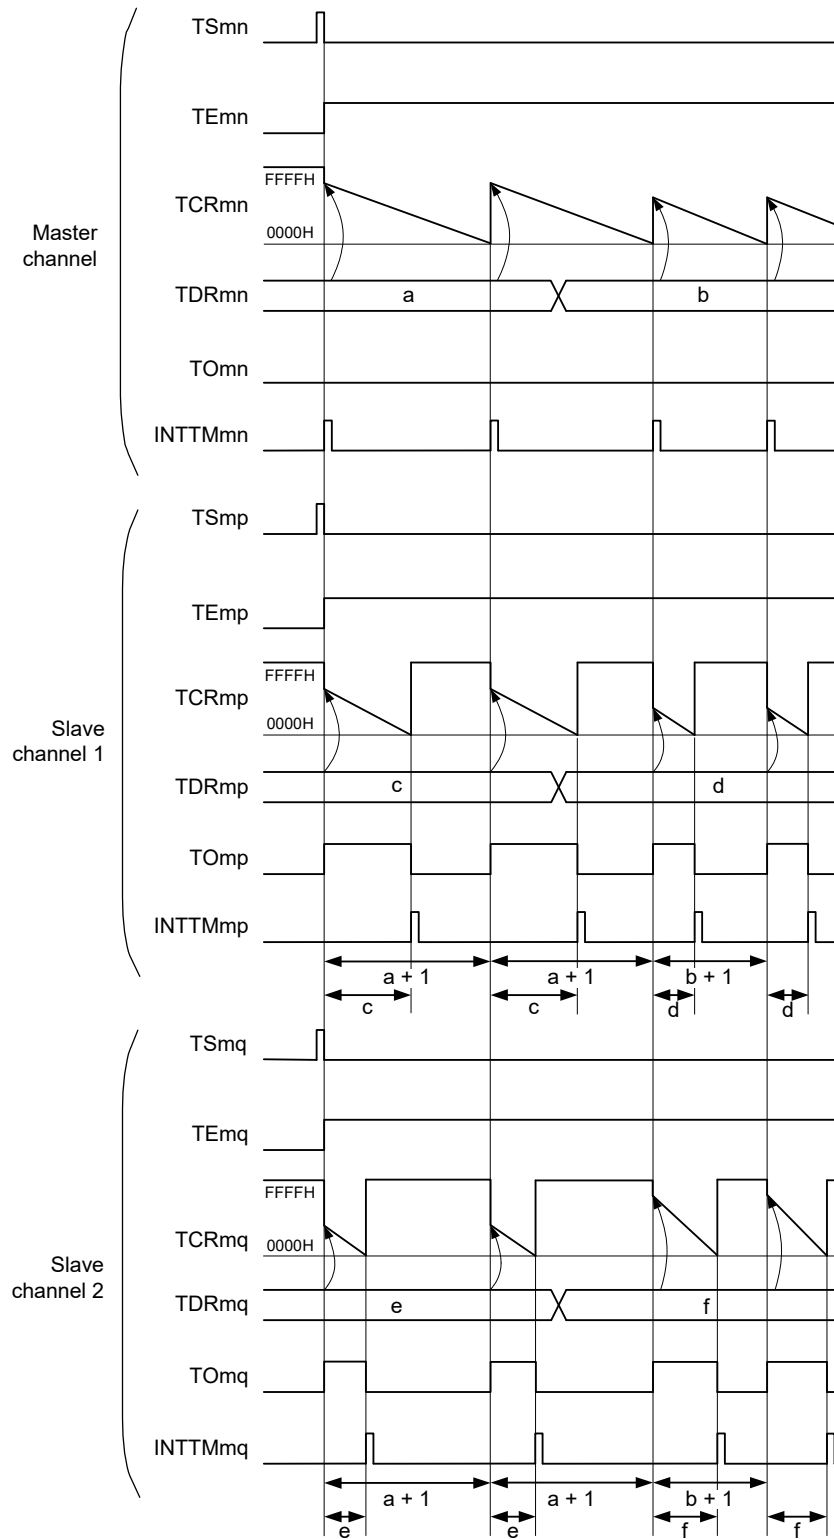 TSmn
TEmn
FFFFH
TCRmn
0000H
Master
channel
TDRmn
a
b
TOmn
INTTMmn
TSmp
TEmp
FFFFH
TCRmp
0000H
Slave
channel 1
TDRmp
c
d
TOmp
INTTMmp
a + 1
a + 1
b + 1
c
c
d
d
TSmq
TEmq
FFFFH
TCRmq
0000H
Slave
channel 2
TDRmq
e
f
TOmq
INTTMmq
a + 1
a + 1
b + 1
e
e
f
f